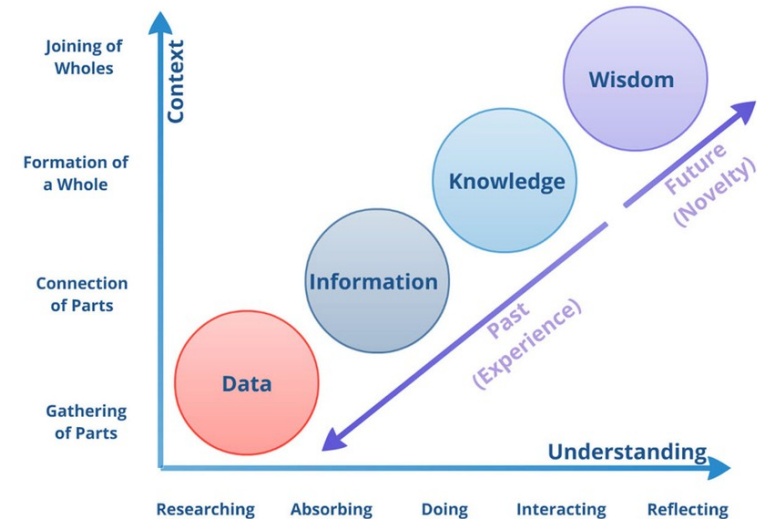 Joining of
Wholes
Context
Wisdom
Formation of
a Whole
Knowledge
Future
(Novelty)
Connection
of Parts
Information
Past
(Experience)
Data
Gathering
of Parts
Understanding
Researching
Absorbing
Doing
Interacting
Reflecting